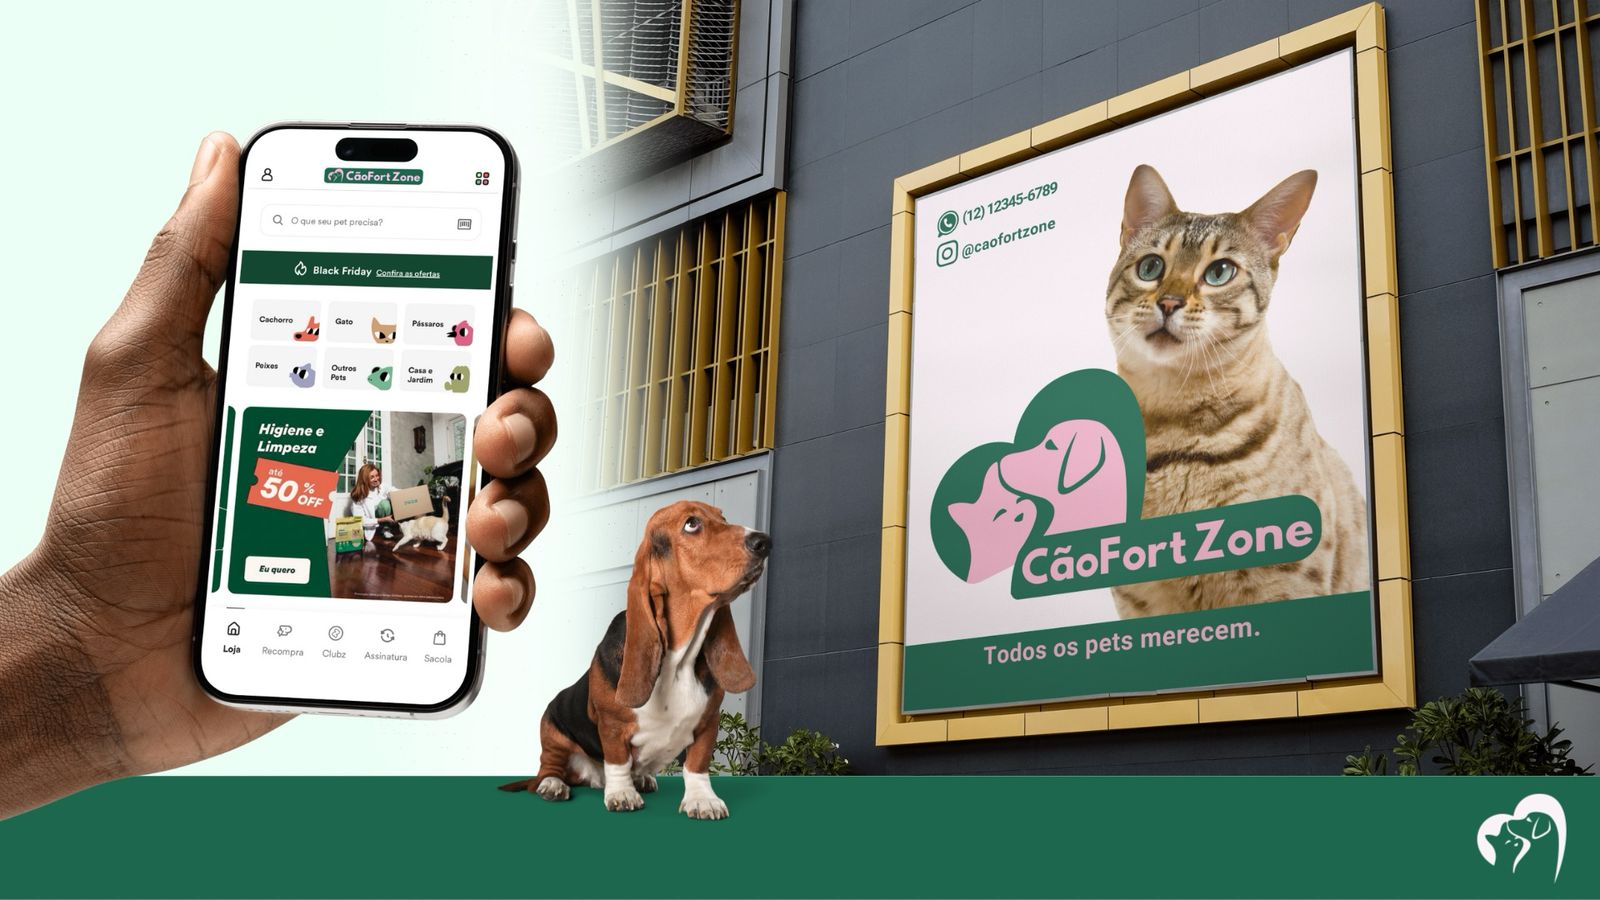 CãoFort Zone
O que seu pet precisa?
Black Friday Confira as ofertas
Cachorro
Gato
Pássaros
Peixes
Outros
Pets
Casa e
Jardim
Higiene e
Limpeza
até
50% OFF
Eu quero
Loja
Recompra
Clubz
Assinatura
Sacola
(12) 12345-6789
@caofortzone
CãoFort Zone
Todos os pets merecem.